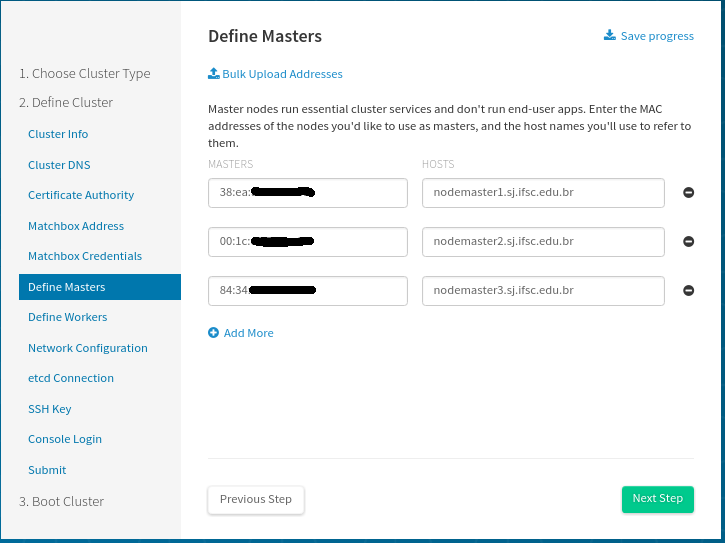 1. Choose Cluster Type
2. Define Cluster
Cluster Info
Cluster DNS
Certificate Authority
Matchbox Address
Matchbox Credentials
Define Masters
Define Workers
Network Configuration
etcd Connection
SSH Key
Console Login
Submit
3. Boot Cluster
Define Masters
Save progress
Bulk Upload Addresses
Master nodes run essential cluster services and don't run end-user apps. Enter the MAC
addresses of the nodes you'd like to use as masters, and the host names you'll use to refer to
them.
MASTERS HOSTS
38:ea: nodemaster1.sj.ifsc.edu.br
00:1c: nodemaster2.sj.ifsc.edu.br
84:34 nodemaster3.sj.ifsc.edu.br
Add More
Previous Step Next Step